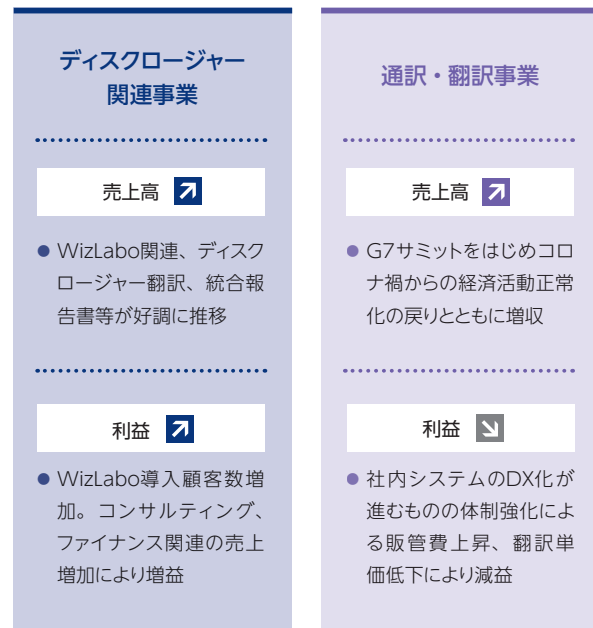 ディスクロージャー
関連事業
売上高
● WizLabo関連、ディスク
ロージャー翻訳、統合報
告書等が好調に推移
利益
● WizLabo導入顧客数増
加。コンサルティング、
ファイナンス関連の売上
増加により増益
通訳・翻訳事業
売上高
● G7サミットをはじめコロ
ナ禍からの経済活動正常
化の戻りとともに増収
利益
● 社内システムのDX化が
進むものの体制強化によ
る販管費上昇、翻訳単
価低下により減益